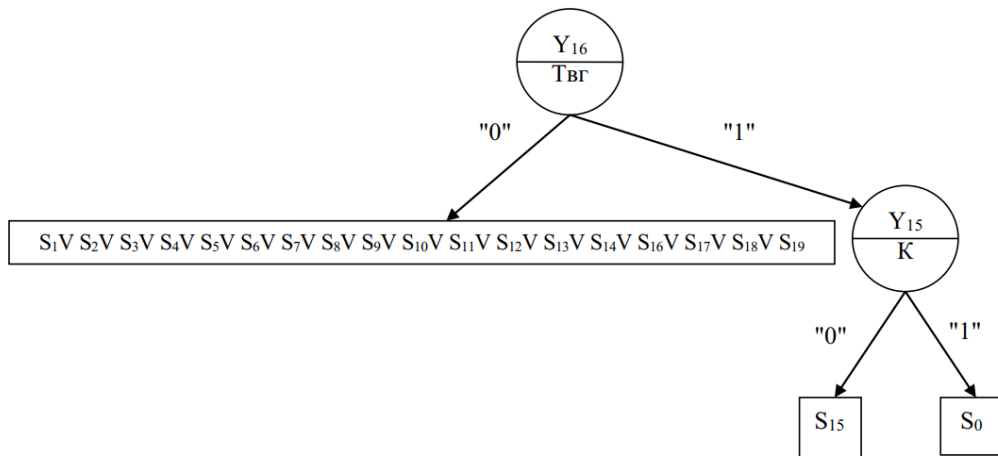 Y₁₆
Твг
"0"
"1"
S₁V S₂V S₃V S₄V S₅V S₆V S₇V S₈V S₉V S₁₀V S₁₁V S₁₂V S₁₃V S₁₄V S₁₆V S₁₇V S₁₈V S₁₉
Y₁₅
К
"0"
"1"
S₁₅
S₀